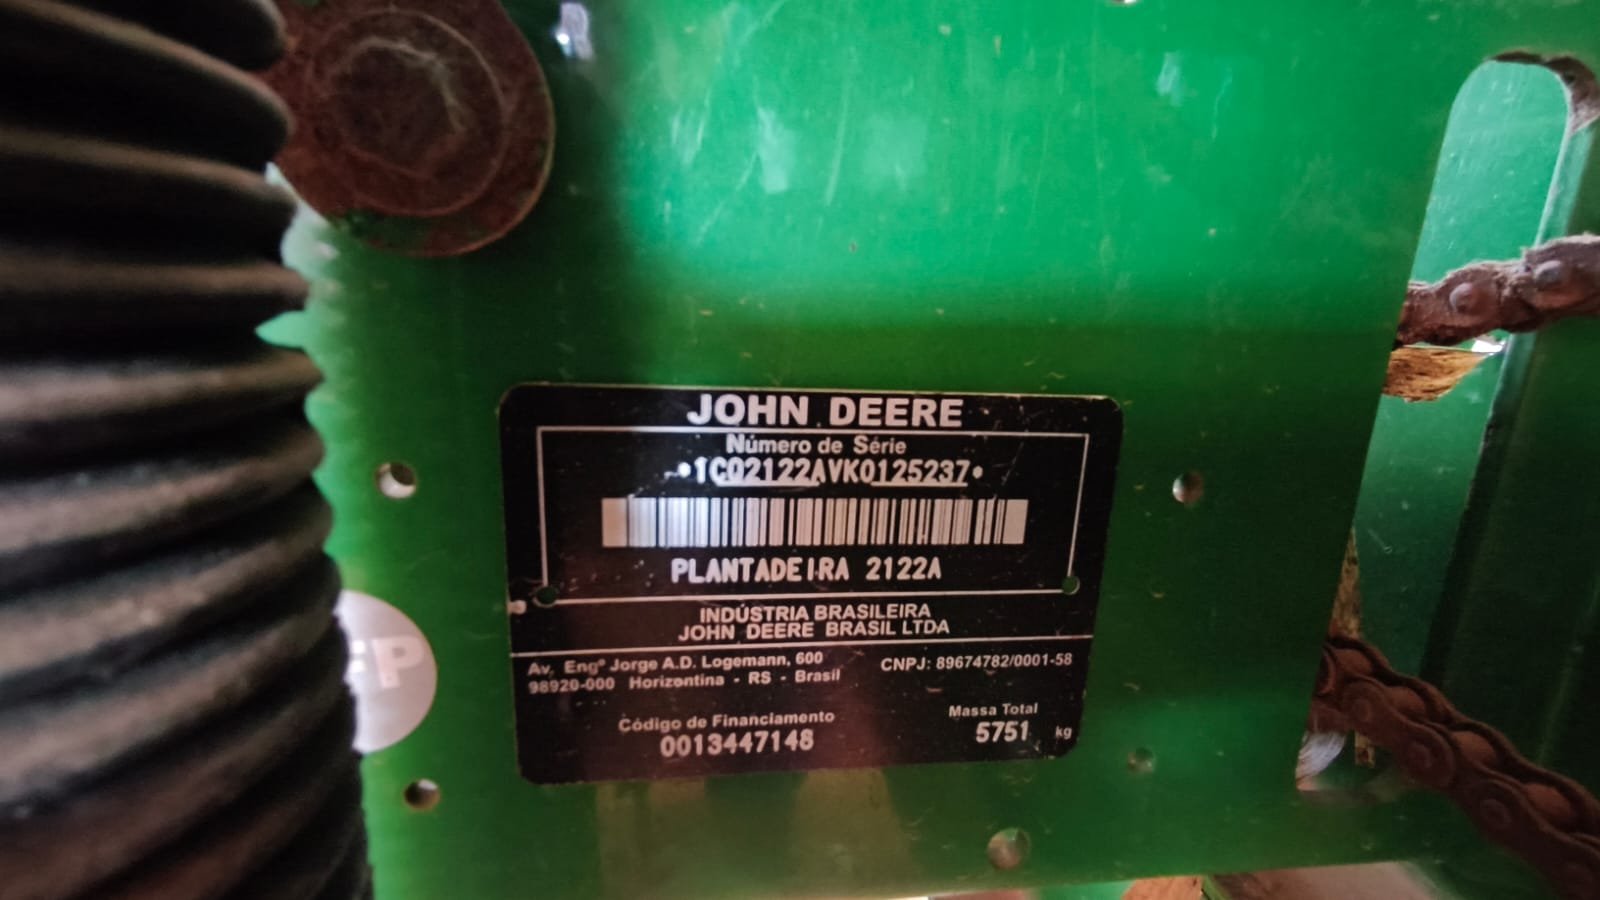 JOHN DEERE
Número de Série
•1CQ2122AVK0125237•
PLANTADEIRA 2122A
INDÚSTRIA BRASILEIRA
JOHN DEERE BRASIL LTDA
Av. Engº Jorge A.D. Logemann, 600
98920-000 Horizontina - RS - Brasil
CNPJ: 89674782/0001-58
Código de Financiamento
0013447148
Massa Total
5751 kg
FP